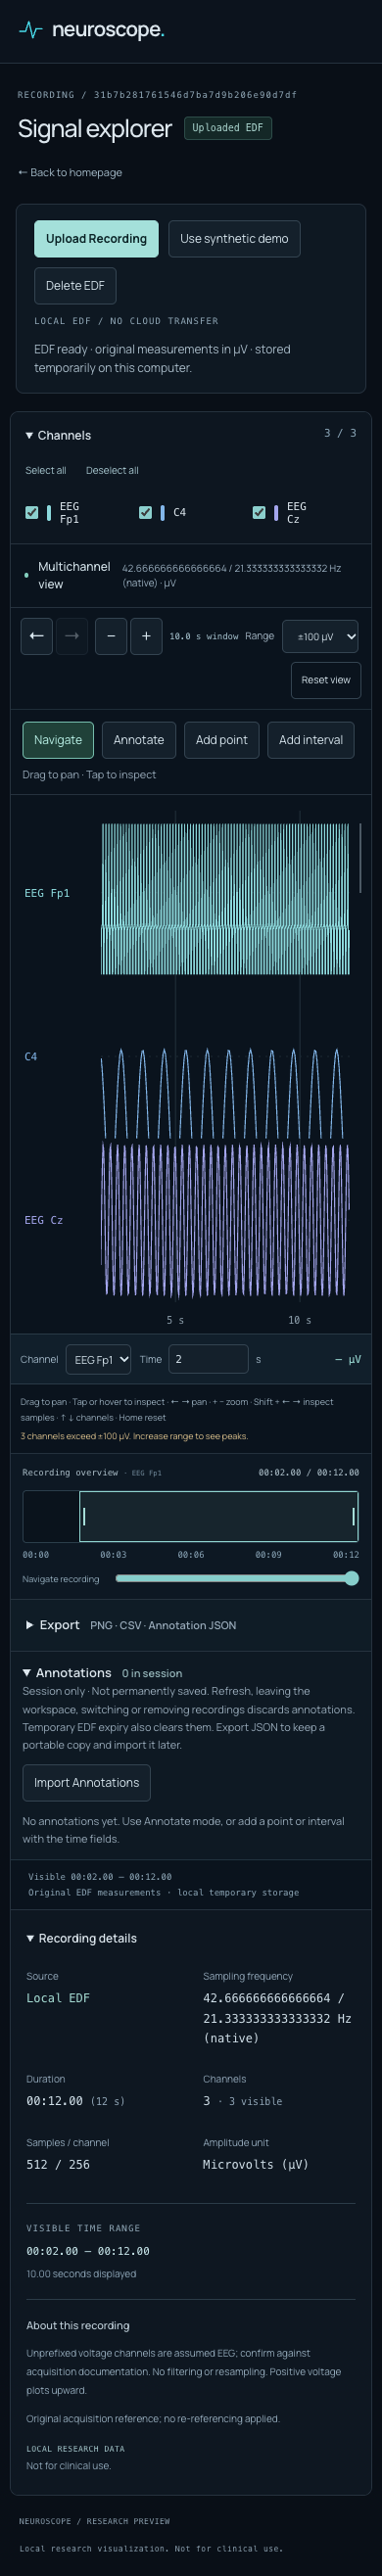 neuroscope.
RECORDING / 31b7b281761546d7ba7d9b206e90d7df
Signal explorer Uploaded EDF
← Back to homepage
Upload Recording Use synthetic demo
Delete EDF
LOCAL EDF / NO CLOUD TRANSFER
EDF ready · original measurements in µV · stored
temporarily on this computer.
▼ Channels 3 / 3
Select all Deselect all
EEG
Fp1
C4
EEG
Cz
Multichannel
view
42.666666666666664 / 21.333333333333332 Hz
(native) · µV
← → − + 10.0 s window Range ±100 µV
Reset view
Navigate Annotate Add point Add interval
Drag to pan · Tap to inspect
EEG Fp1
C4
EEG Cz
5 s 10 s
Channel EEG Fp1 Time 2 s — µV
Drag to pan · Tap or hover to inspect · ← → pan · + − zoom · Shift + ← → inspect
samples · ↑ ↓ channels · Home reset
3 channels exceed ±100 µV. Increase range to see peaks.
Recording overview · EEG Fp1 00:02.00 / 00:12.00
00:00 00:03 00:06 00:09 00:12
Navigate recording
▶ Export PNG · CSV · Annotation JSON
▼ Annotations 0 in session
Session only · Not permanently saved. Refresh, leaving the
workspace, switching or removing recordings discards annotations.
Temporary EDF expiry also clears them. Export JSON to keep a
portable copy and import it later.
Import Annotations
No annotations yet. Use Annotate mode, or add a point or interval
with the time fields.
Visible 00:02.00 — 00:12.00
Original EDF measurements · local temporary storage
▼ Recording details
Source
Local EDF
Sampling frequency
42.666666666666664 /
21.333333333333332 Hz
(native)
Duration
00:12.00 (12 s)
Channels
3 · 3 visible
Samples / channel
512 / 256
Amplitude unit
Microvolts (µV)
VISIBLE TIME RANGE
00:02.00 — 00:12.00
10.00 seconds displayed
About this recording
Unprefixed voltage channels are assumed EEG; confirm against
acquisition documentation. No filtering or resampling. Positive voltage
plots upward.
Original acquisition reference; no re-referencing applied.
LOCAL RESEARCH DATA
Not for clinical use.
NEUROSCOPE / RESEARCH PREVIEW
Local research visualization. Not for clinical use.